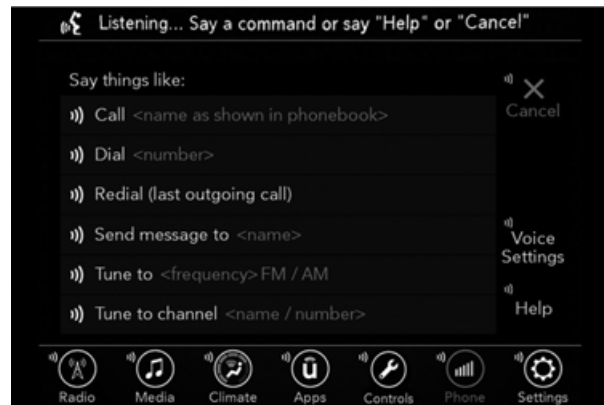 Listening... Say a command or say "Help" or "Cancel"
Say things like:
Call <name as shown in phonebook>
Cancel
Dial <number>
Redial (last outgoing call)
Send message to <name>
Voice
Settings
Tune to <frequency> FM / AM
Tune to channel <name / number>
Help
Radio Media Climate Apps Controls Phone Settings